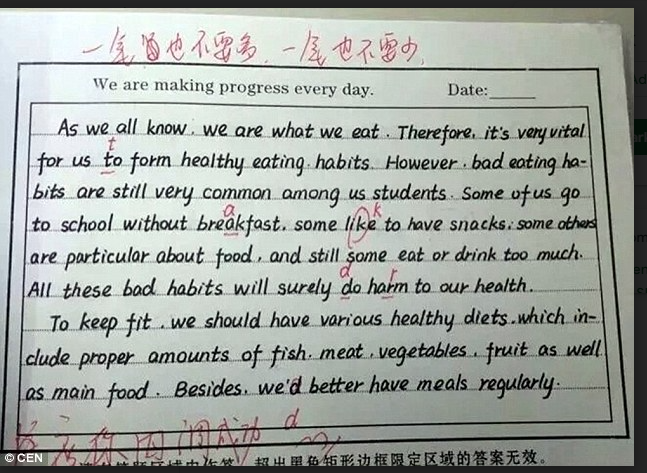 一
也不要多、一
也不要少
We are making progress every day. Date:
As we all know, we are what we eat. Therefore, it's very vital
t
for us to form healthy eating habits. However, bad eating ha-
bits are still very common among us students. Some of us go
a k
to school without breakfast, some like to have snacks; some others
are particular about food, and still some eat or drink too much.
d r
All these bad habits will surely do harm to our health.
To keep fit, we should have various healthy diets, which in-
clude proper amounts of fish, meat, vegetables, fruit as well
as main food. Besides, we'd better have meals regularly.
d
超出黑色矩形边框限定区域的答案无效。
© CEN